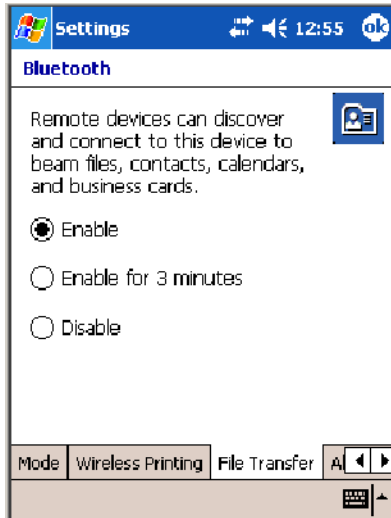 Settings 12:55 ok
Bluetooth
Remote devices can discover
and connect to this device to
beam files, contacts, calendars,
and business cards.
Enable
Enable for 3 minutes
Disable
Mode Wireless Printing File Transfer